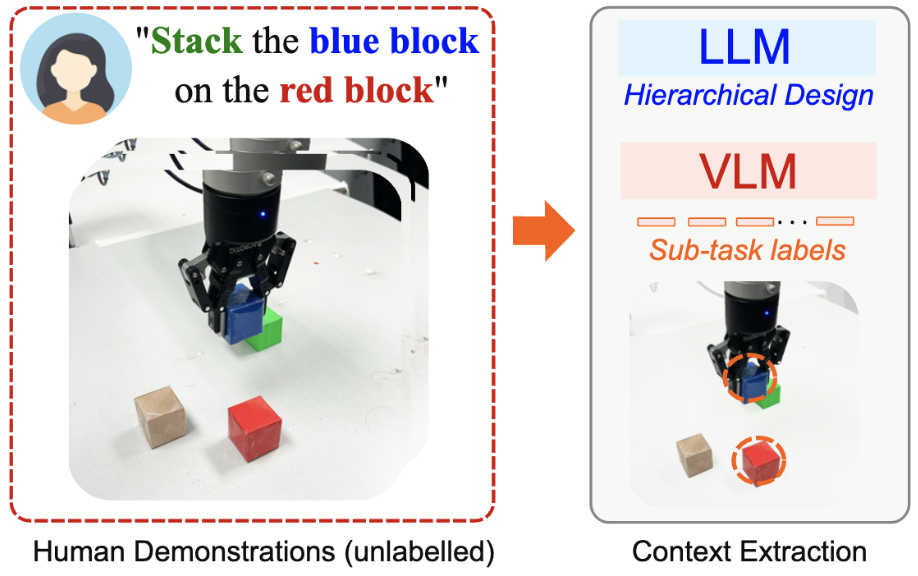 "Stack the blue block
on the red block"
LLM
Hierarchical Design
VLM
...
Sub-task labels
Human Demonstrations (unlabelled)
Context Extraction